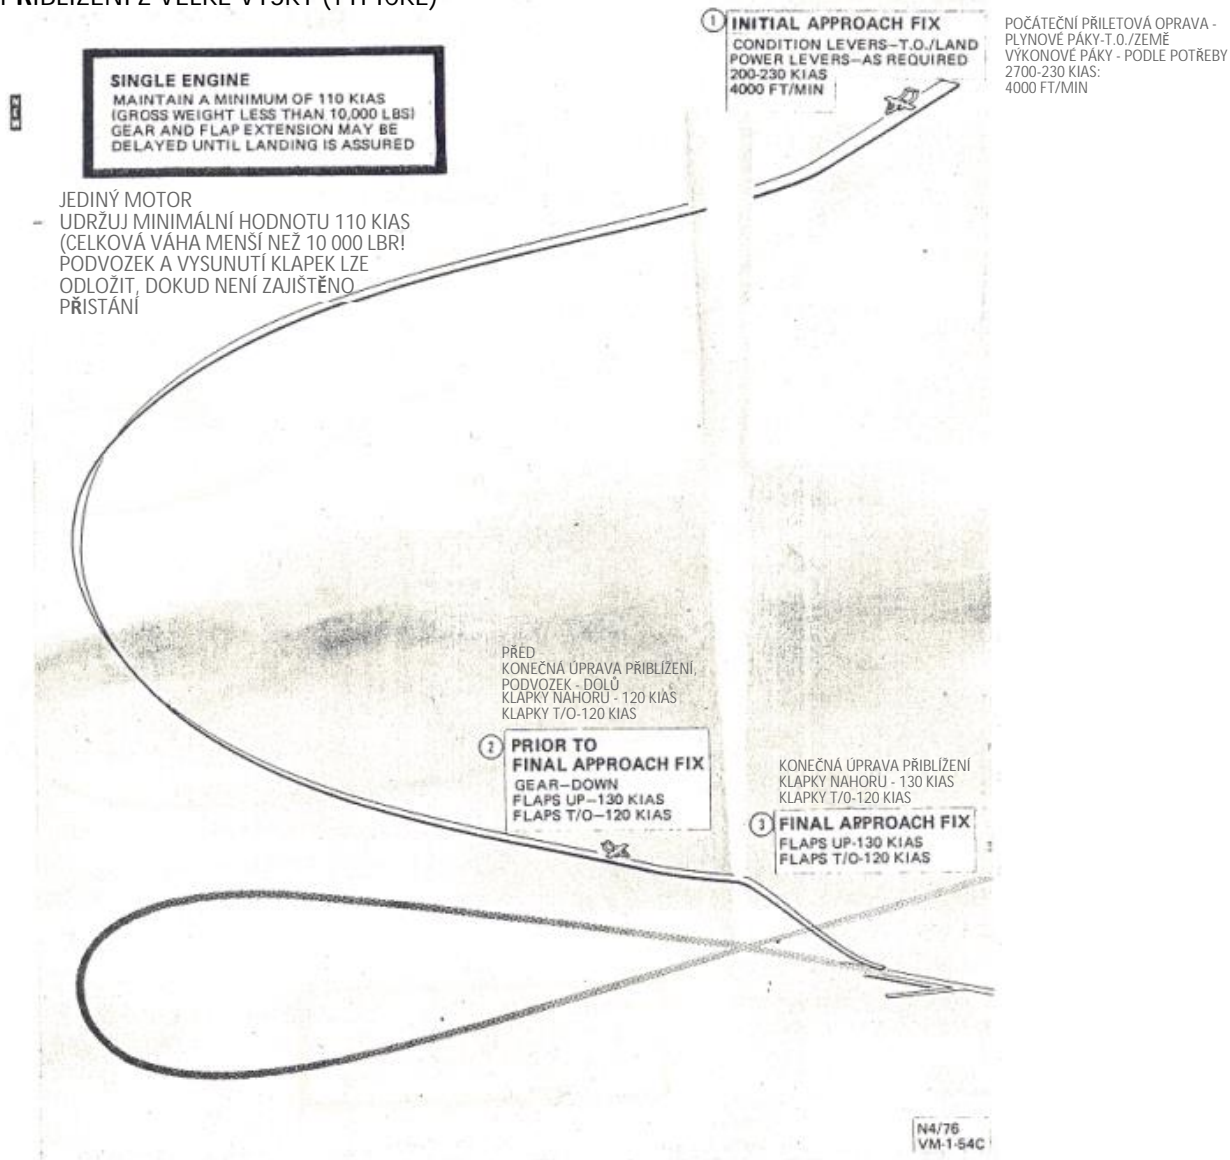 PŘIBLÍŽENÍ Z VELKÉ VÝŠKY (TYPICKÉ)
1 INITIAL APPROACH FIX
CONDITION LEVERS–T.O./LAND
POWER LEVERS–AS REQUIRED
200-230 KIAS
4000 FT/MIN
POČÁTEČNÍ PŘILETOVÁ OPRAVA -
PLYNOVÉ PÁKY-T.0./ZEMĚ
VÝKONOVÉ PÁKY - PODLE POTŘEBY
2700-230 KIAS:
4000 FT/MIN
SINGLE ENGINE
MAINTAIN A MINIMUM OF 110 KIAS
(GROSS WEIGHT LESS THAN 10,000 LBS)
GEAR AND FLAP EXTENSION MAY BE
DELAYED UNTIL LANDING IS ASSURED
JEDINÝ MOTOR
UDRŽUJ MINIMÁLNÍ HODNOTU 110 KIAS
(CELKOVÁ VÁHA MENŠÍ NEŽ 10 000 LBR!
PODVOZEK A VYSUNUTÍ KLAPEK LZE
ODLOŽIT, DOKUD NENÍ ZAJIŠTĚNO
PŘISTÁNÍ
PŘED
KONEČNÁ ÚPRAVA PŘIBLÍŽENÍ,
PODVOZEK - DOLŮ
KLAPKY NAHORU - 120 KIAS
KLAPKY T/O-120 KIAS
2 PRIOR TO
FINAL APPROACH FIX
GEAR–DOWN
FLAPS UP–130 KIAS
FLAPS T/O–120 KIAS
KONEČNÁ ÚPRAVA PŘIBLÍŽENÍ
KLAPKY NAHORU - 130 KIAS
KLAPKY T/0-120 KIAS
3 FINAL APPROACH FIX
FLAPS UP-130 KIAS
FLAPS T/O-120 KIAS
N4/76
VM-1-54C